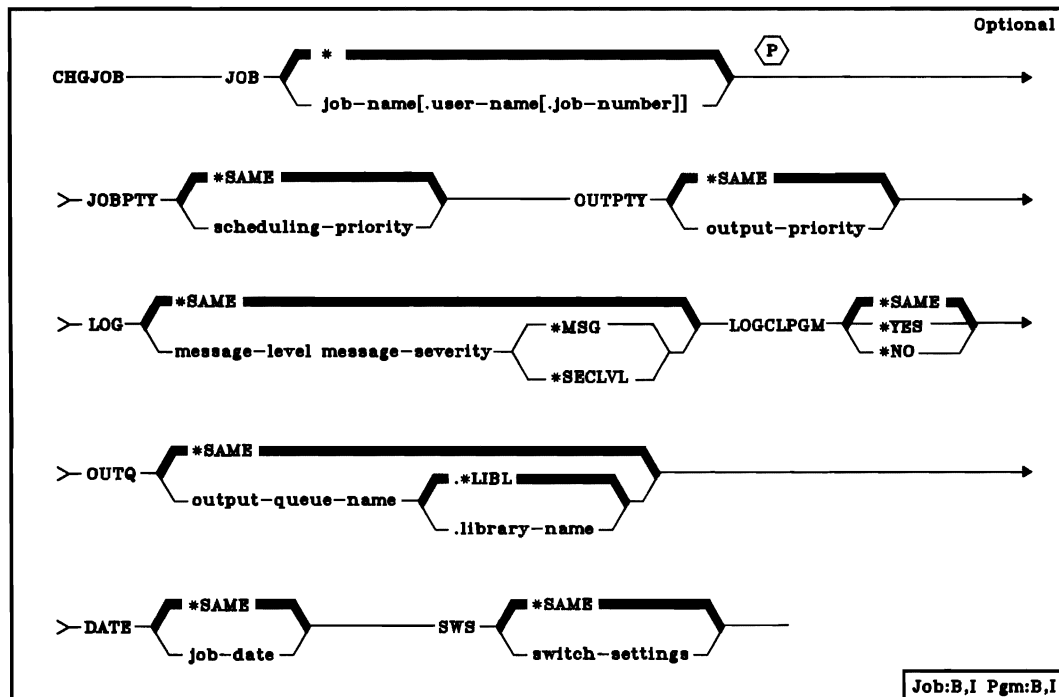 Optional
*
P
CHGJOB JOB
job-name[.user-name[.job-number]]
*SAME *SAME
JOBPTY OUTPTY
scheduling-priority output-priority
*SAME *SAME
*MSG
LOG LOGCLPGM *YES
message-level message-severity
*NO
*SECLVL
*SAME
.*LIBL
OUTQ
output-queue-name
.library-name
*SAME *SAME
DATE SWS
job-date switch-settings
Job:B,I Pgm:B,I